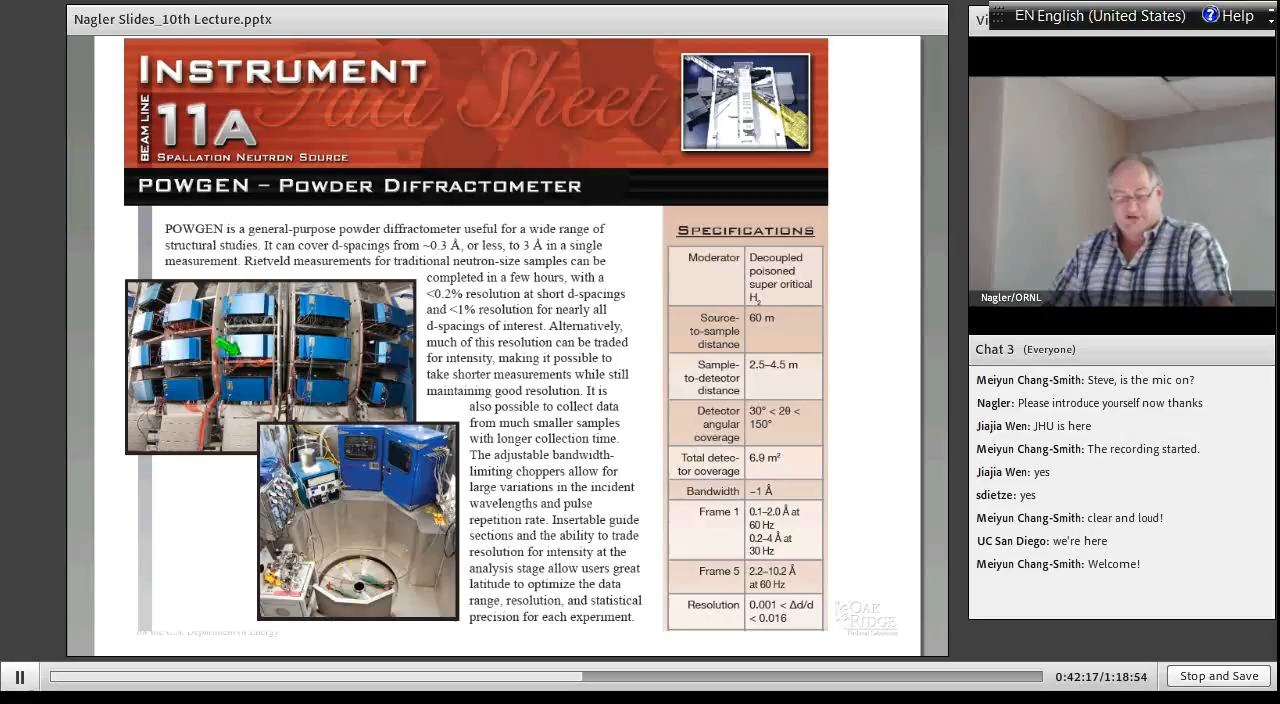 Nagler Slides_10th Lecture.pptx
EN English (United States)
Help
Vi
INSTRUMENT
Fact Sheet
BEAM LINE
11A
SPALLATION NEUTRON SOURCE
POWGEN – POWDER DIFFRACTOMETER
POWGEN is a general-purpose powder diffractometer useful for a wide range of
structural studies. It can cover d-spacings from ~0.3 Å, or less, to 3 Å in a single
measurement. Rietveld measurements for traditional neutron-size samples can be
completed in a few hours, with a
<0.2% resolution at short d-spacings
and <1% resolution for nearly all
d-spacings of interest. Alternatively,
much of this resolution can be traded
for intensity, making it possible to
take shorter measurements while still
maintaining good resolution. It is
also possible to collect data
from much smaller samples
with longer collection time.
The adjustable bandwidth-
limiting choppers allow for
large variations in the incident
wavelengths and pulse
repetition rate. Insertable guide
sections and the ability to trade
resolution for intensity at the
analysis stage allow users great
latitude to optimize the data
range, resolution, and statistical
precision for each experiment.
for the U.S. Department of Energy
SPECIFICATIONS
Moderator Decoupled
poisoned
super critical
H2
Source-
to-sample
distance
60 m
Sample-
to-detector
distance
2.5–4.5 m
Detector
angular
coverage
30° < 2θ <
150°
Total detec-
tor coverage
6.9 m²
Bandwidth ~1 Å
Frame 1 0.1–2.0 Å at
60 Hz
0.2–4 Å at
30 Hz
Frame 5 2.2–10.2 Å
at 60 Hz
Resolution 0.001 < Δd/d
< 0.016
OAK
RIDGE
National Laboratory
Nagler/ORNL
Chat 3 (Everyone)
Meiyun Chang-Smith: Steve, is the mic on?
Nagler: Please introduce yourself now thanks
Jiajia Wen: JHU is here
Meiyun Chang-Smith: The recording started.
Jiajia Wen: yes
sdietze: yes
Meiyun Chang-Smith: clear and loud!
UC San Diego: we're here
Meiyun Chang-Smith: Welcome!
0:42:17/1:18:54
Stop and Save